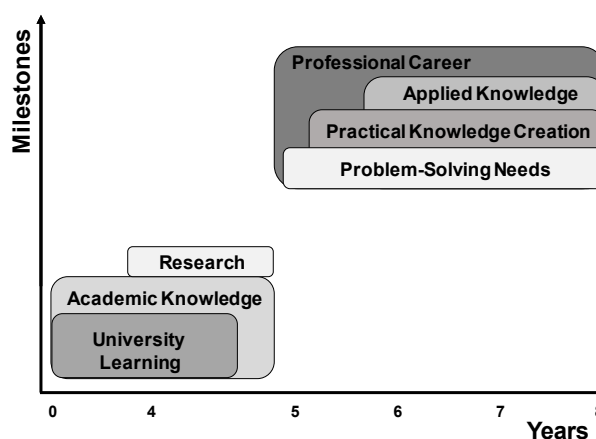 Milestones
Professional Career
Applied Knowledge
Practical Knowledge Creation
Problem-Solving Needs
Research
Academic Knowledge
University
Learning
0 4 5 6 7 8
Years